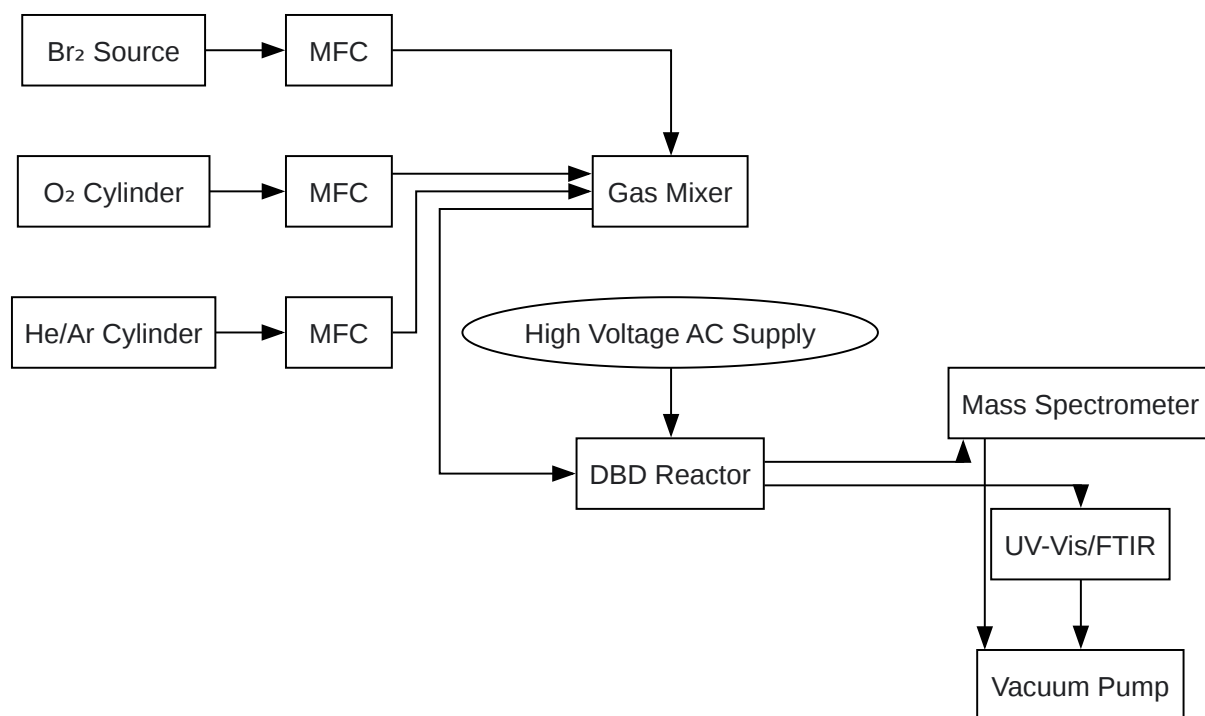 Br₂ Source
MFC
O₂ Cylinder
MFC
Gas Mixer
He/Ar Cylinder
MFC
High Voltage AC Supply
Mass Spectrometer
DBD Reactor
UV-Vis/FTIR
Vacuum Pump